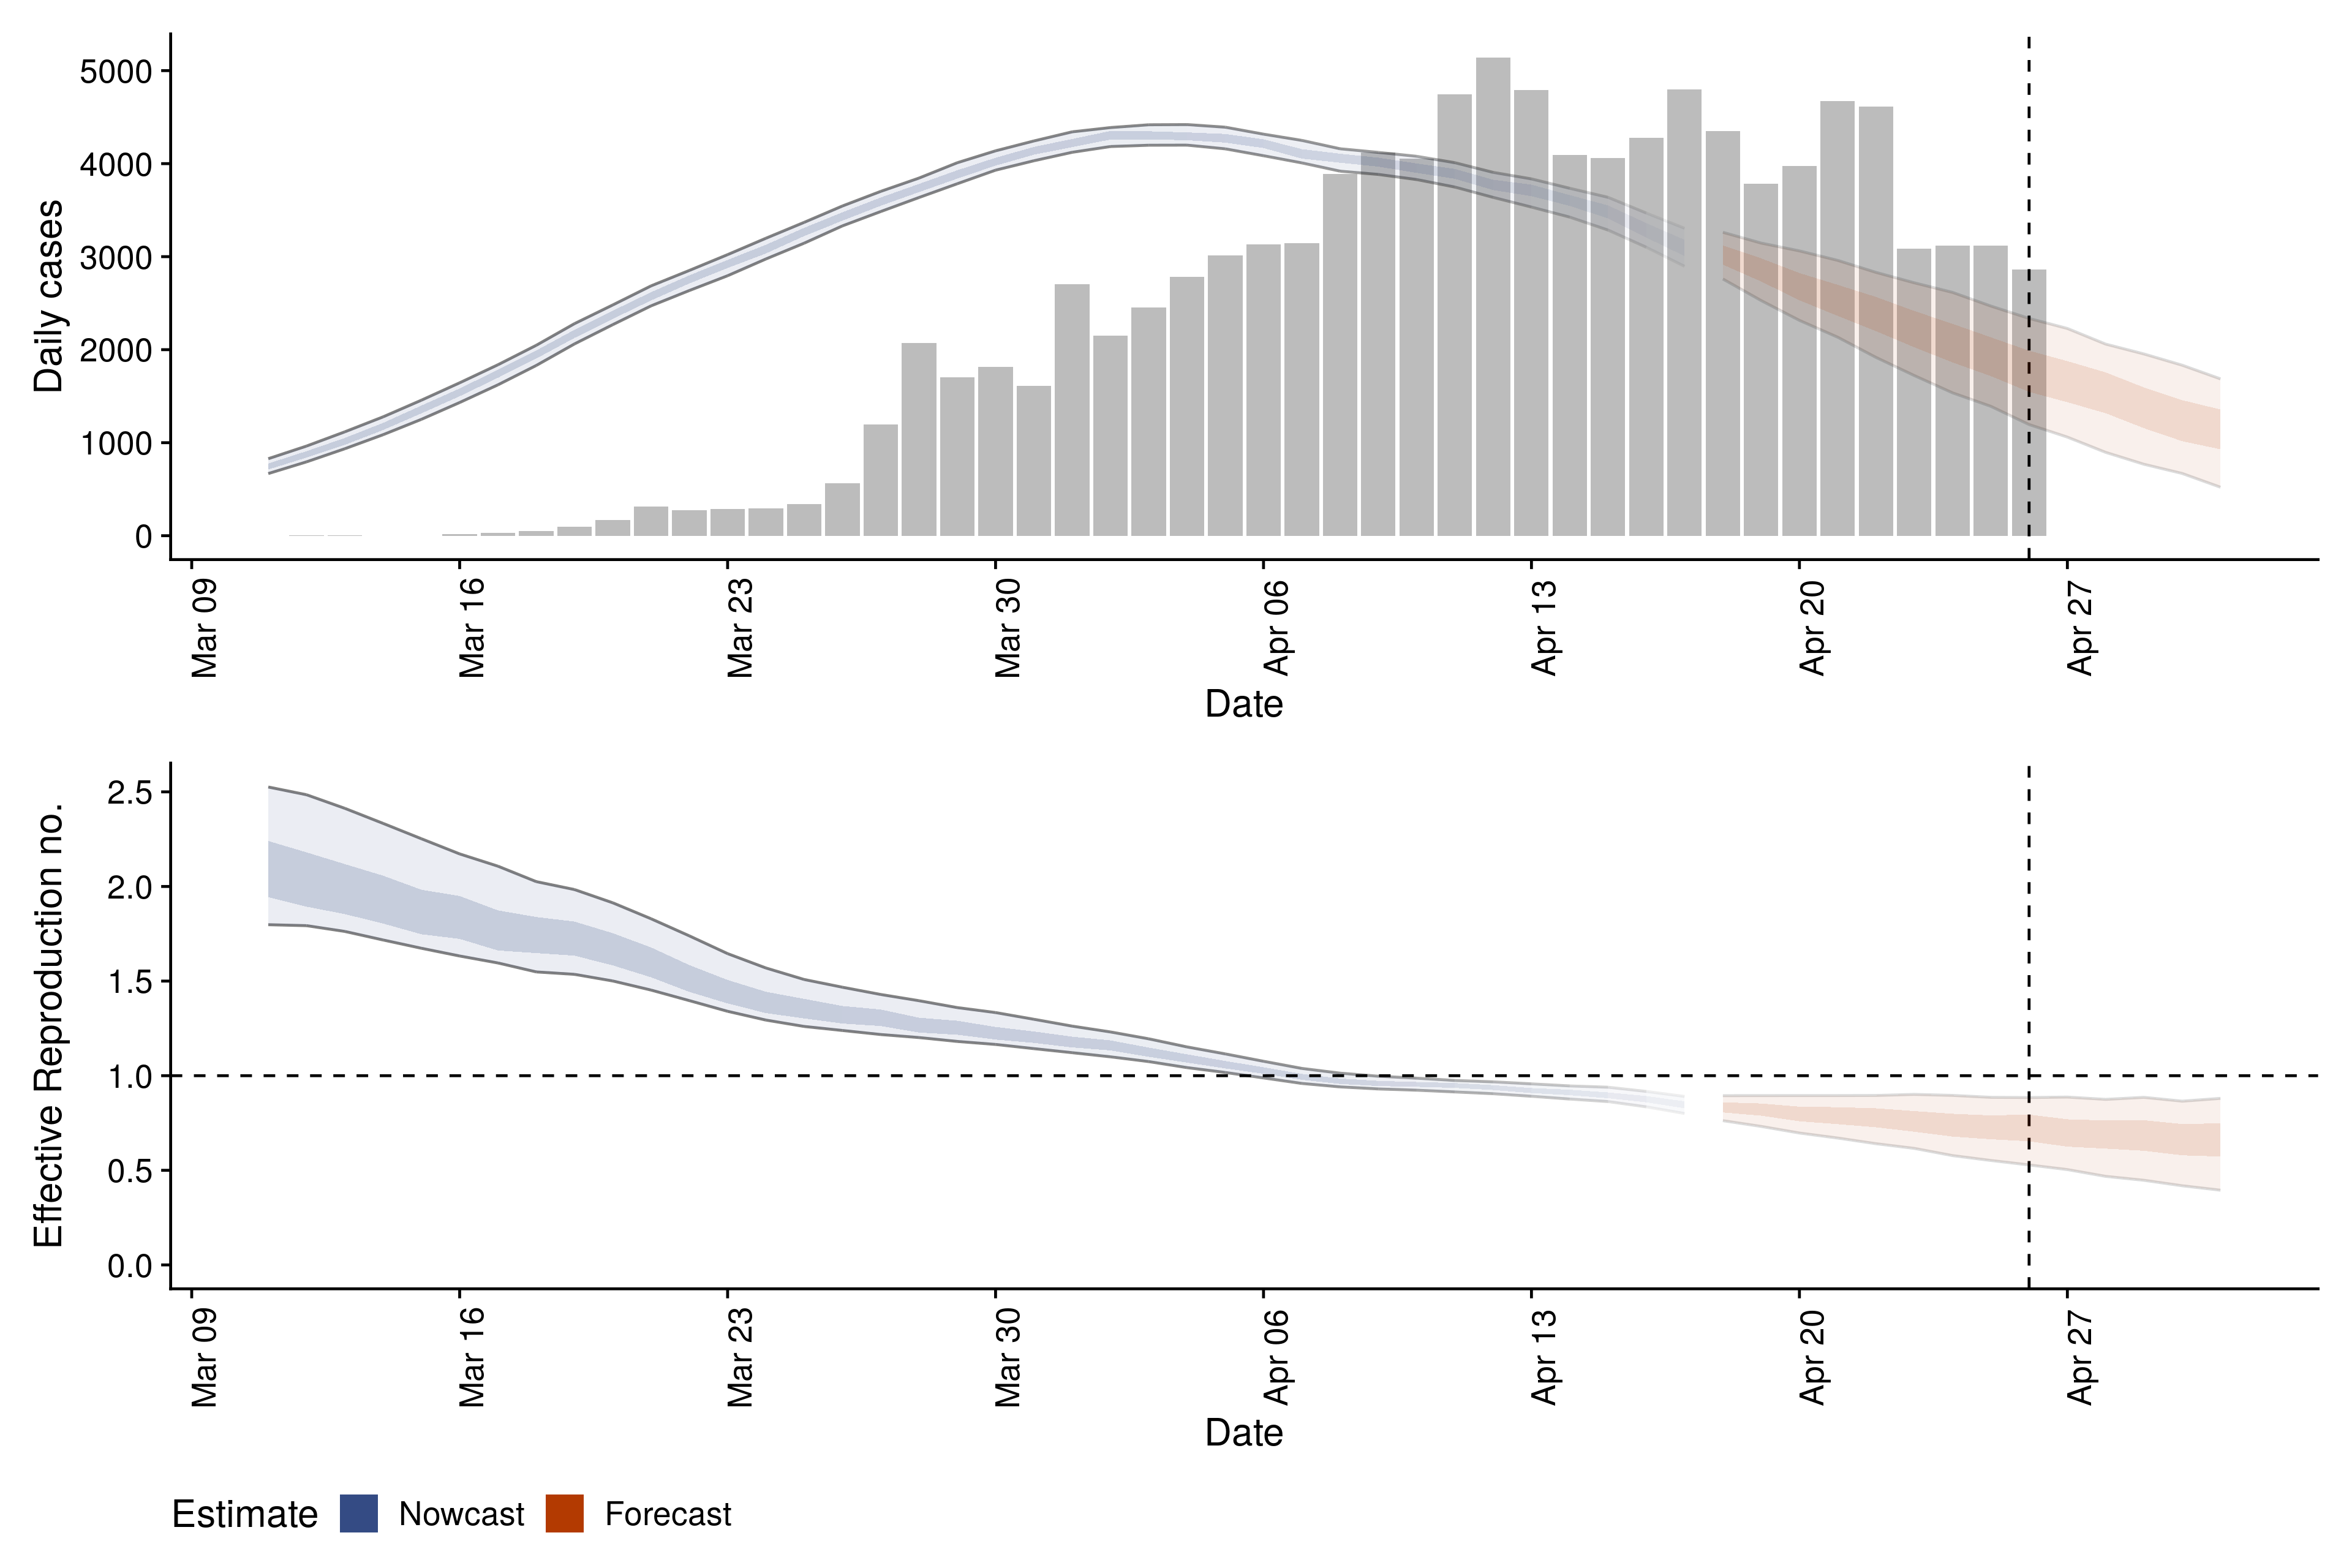 Daily cases
5000
4000
3000
2000
1000
0
Mar 09
Mar 16
Mar 23
Mar 30
Apr 06
Apr 13
Apr 20
Apr 27
Date
Effective Reproduction no.
2.5
2.0
1.5
1.0
0.5
0.0
Mar 09
Mar 16
Mar 23
Mar 30
Apr 06
Apr 13
Apr 20
Apr 27
Date
Estimate Nowcast Forecast